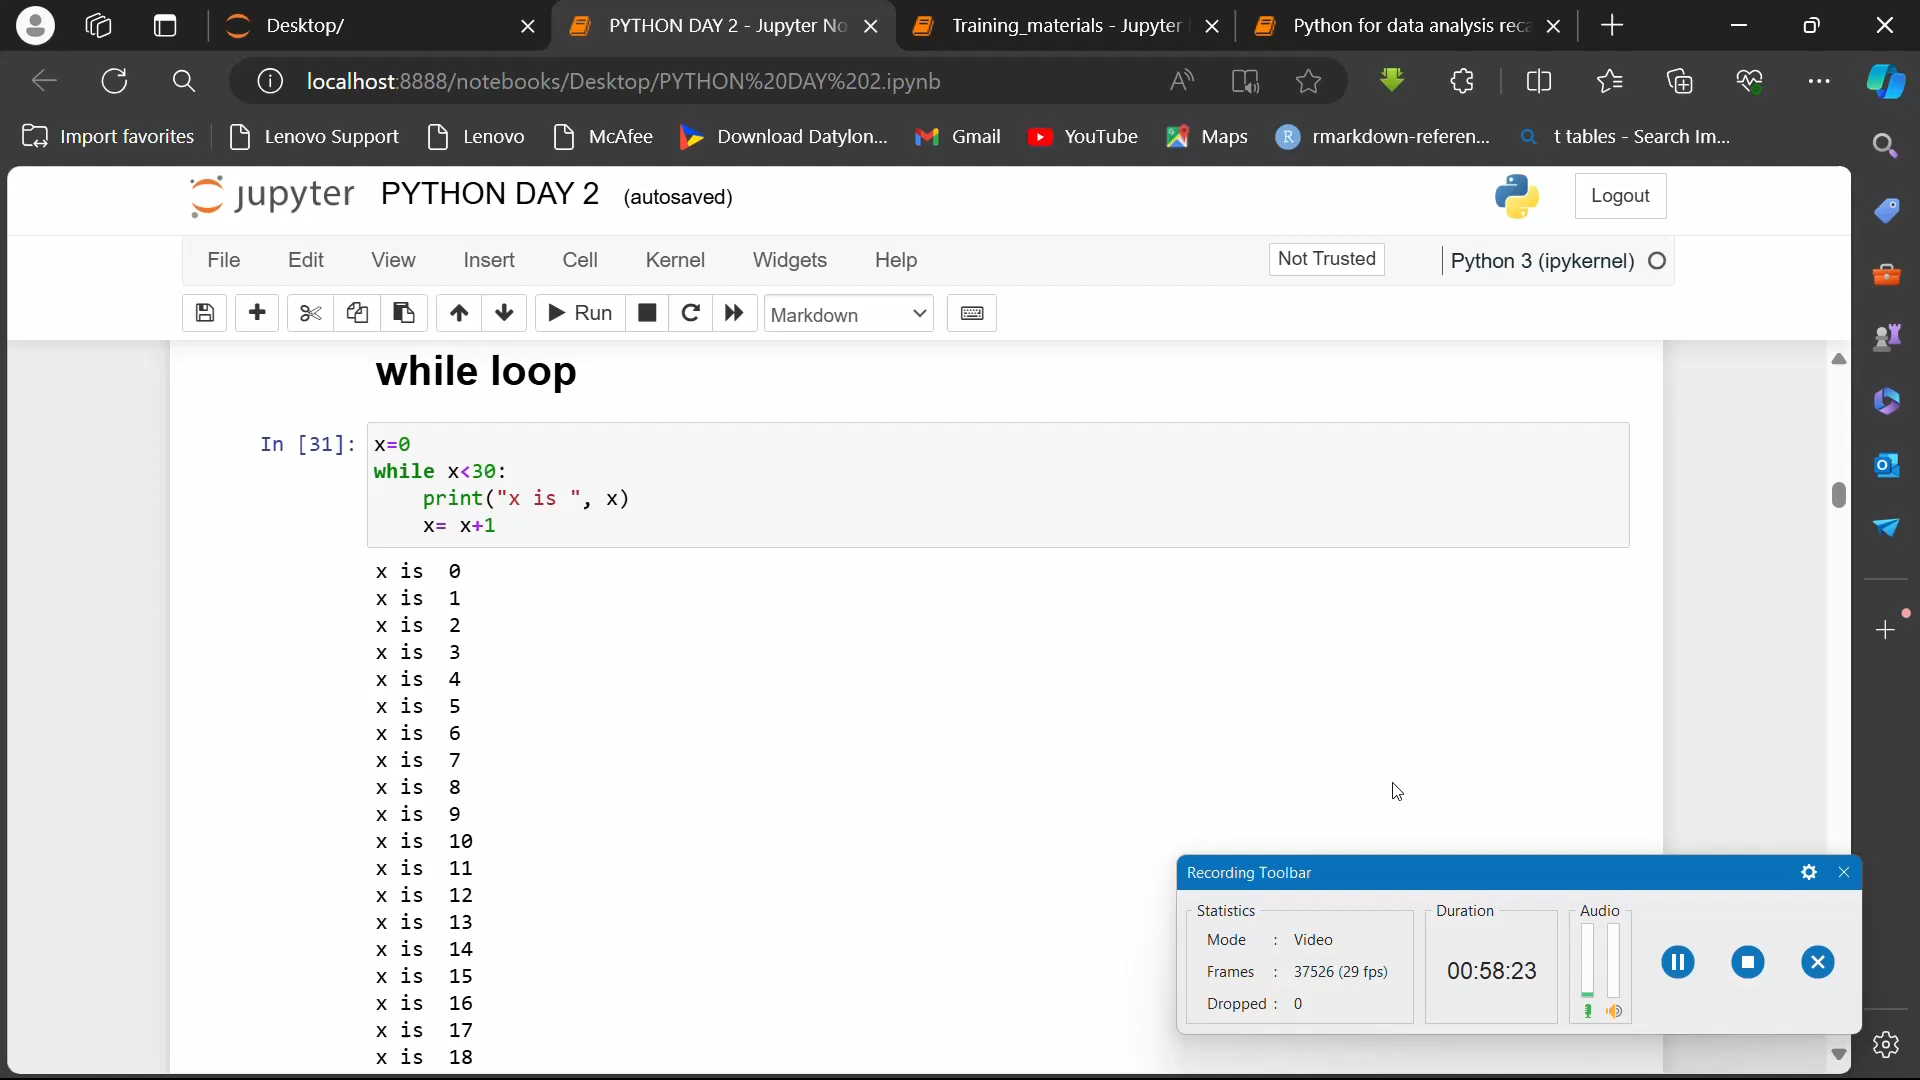 Desktop/
PYTHON DAY 2 - Jupyter No
Training_materials - Jupyter
Python for data analysis reca
localhost:8888/notebooks/Desktop/PYTHON%20DAY%202.ipynb
Import favorites
Lenovo Support
Lenovo
McAfee
Download Datylon...
Gmail
YouTube
Maps
R
rmarkdown-referen...
t tables - Search Im...
jupyter PYTHON DAY 2 (autosaved)
Logout
File Edit View Insert Cell Kernel Widgets Help
Not Trusted
Python 3 (ipykernel)
Run
Markdown
while loop
In [31]: x=0
while x<30:
print("x is ", x)
x= x+1
x is 0
x is 1
x is 2
x is 3
x is 4
x is 5
x is 6
x is 7
x is 8
x is 9
x is 10
x is 11
x is 12
x is 13
x is 14
x is 15
x is 16
x is 17
x is 18
Recording Toolbar
Statistics
Mode : Video
Frames : 37526 (29 fps)
Dropped : 0
Duration
00:58:23
Audio